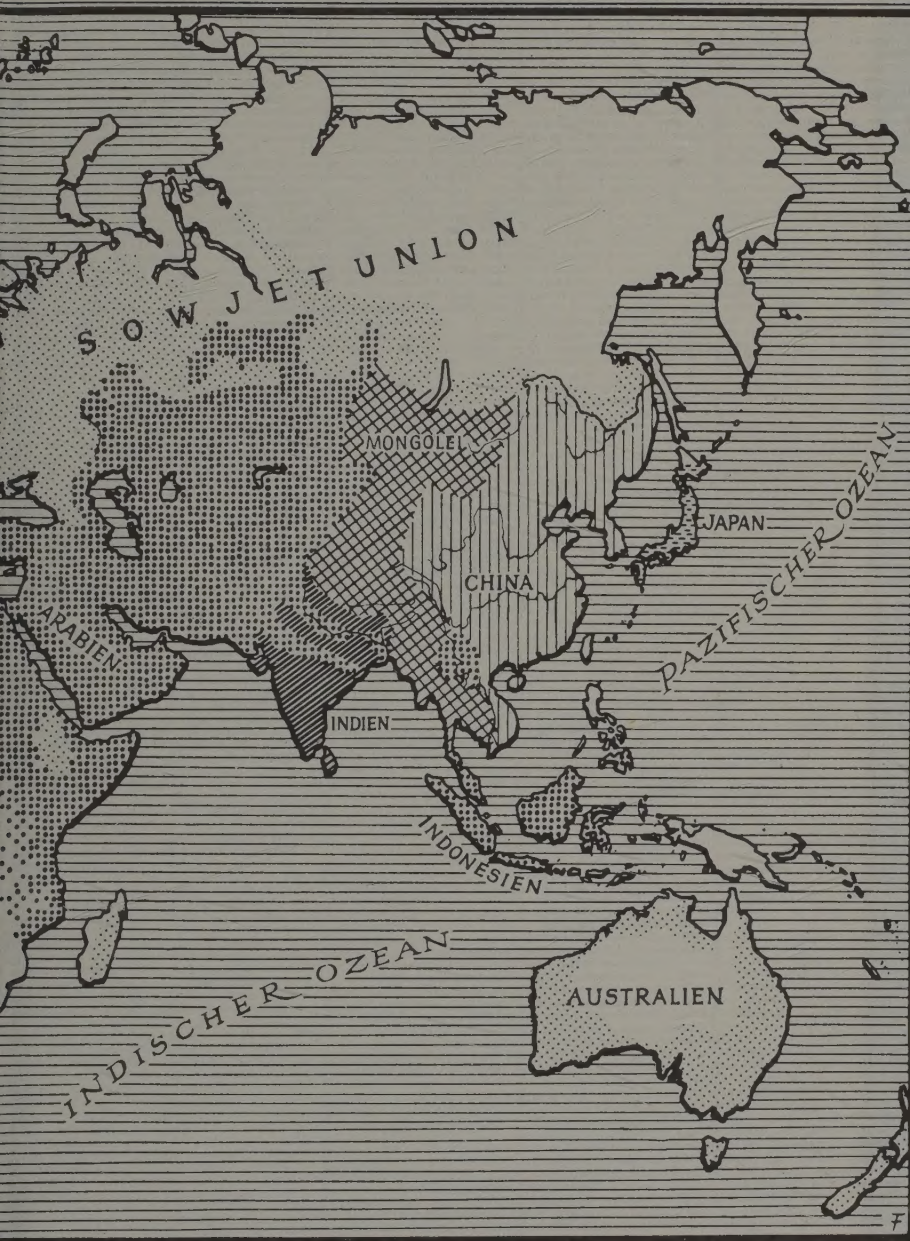 SOWJETUNION
MONGOLEI
JAPAN
PAZIFISCHER OZEAN
CHINA
ARABIEN
INDIEN
INDONESIEN
INDISCHER OZEAN
AUSTRALIEN
F